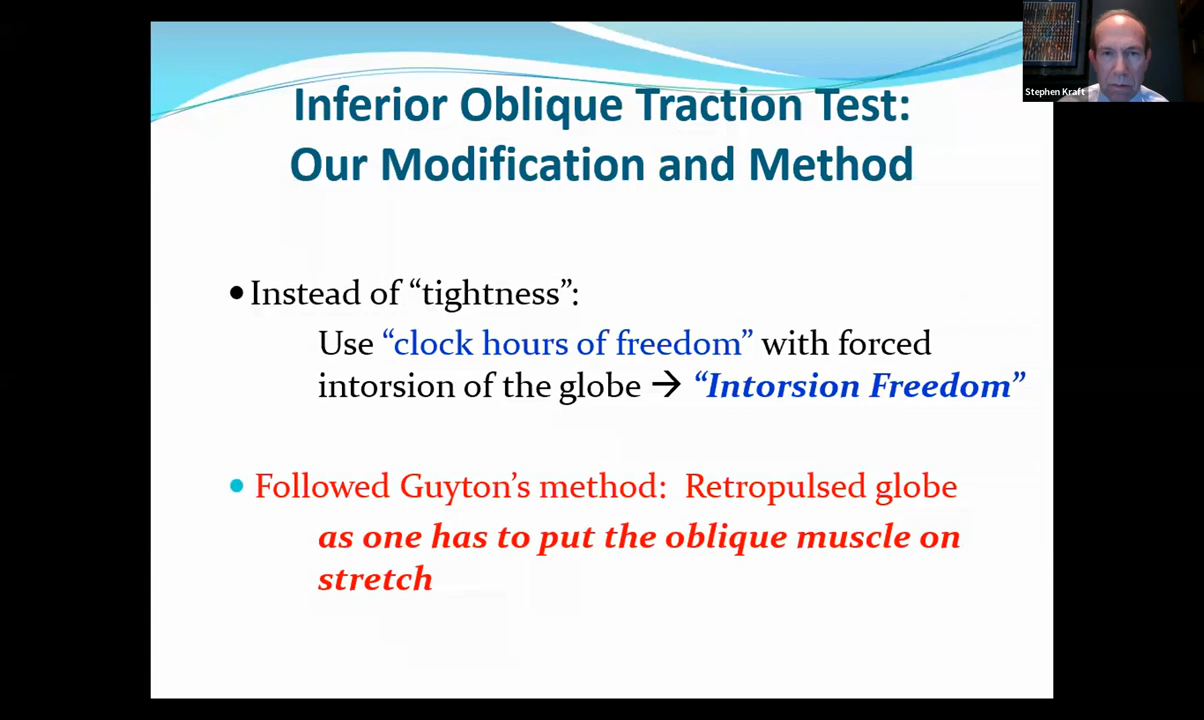 Inferior Oblique Traction Test:
Our Modification and Method
• Instead of “tightness”:
Use “clock hours of freedom” with forced
intorsion of the globe → “Intorsion Freedom”
• Followed Guyton’s method: Retropulsed globe
as one has to put the oblique muscle on
stretch
Stephen Kraft